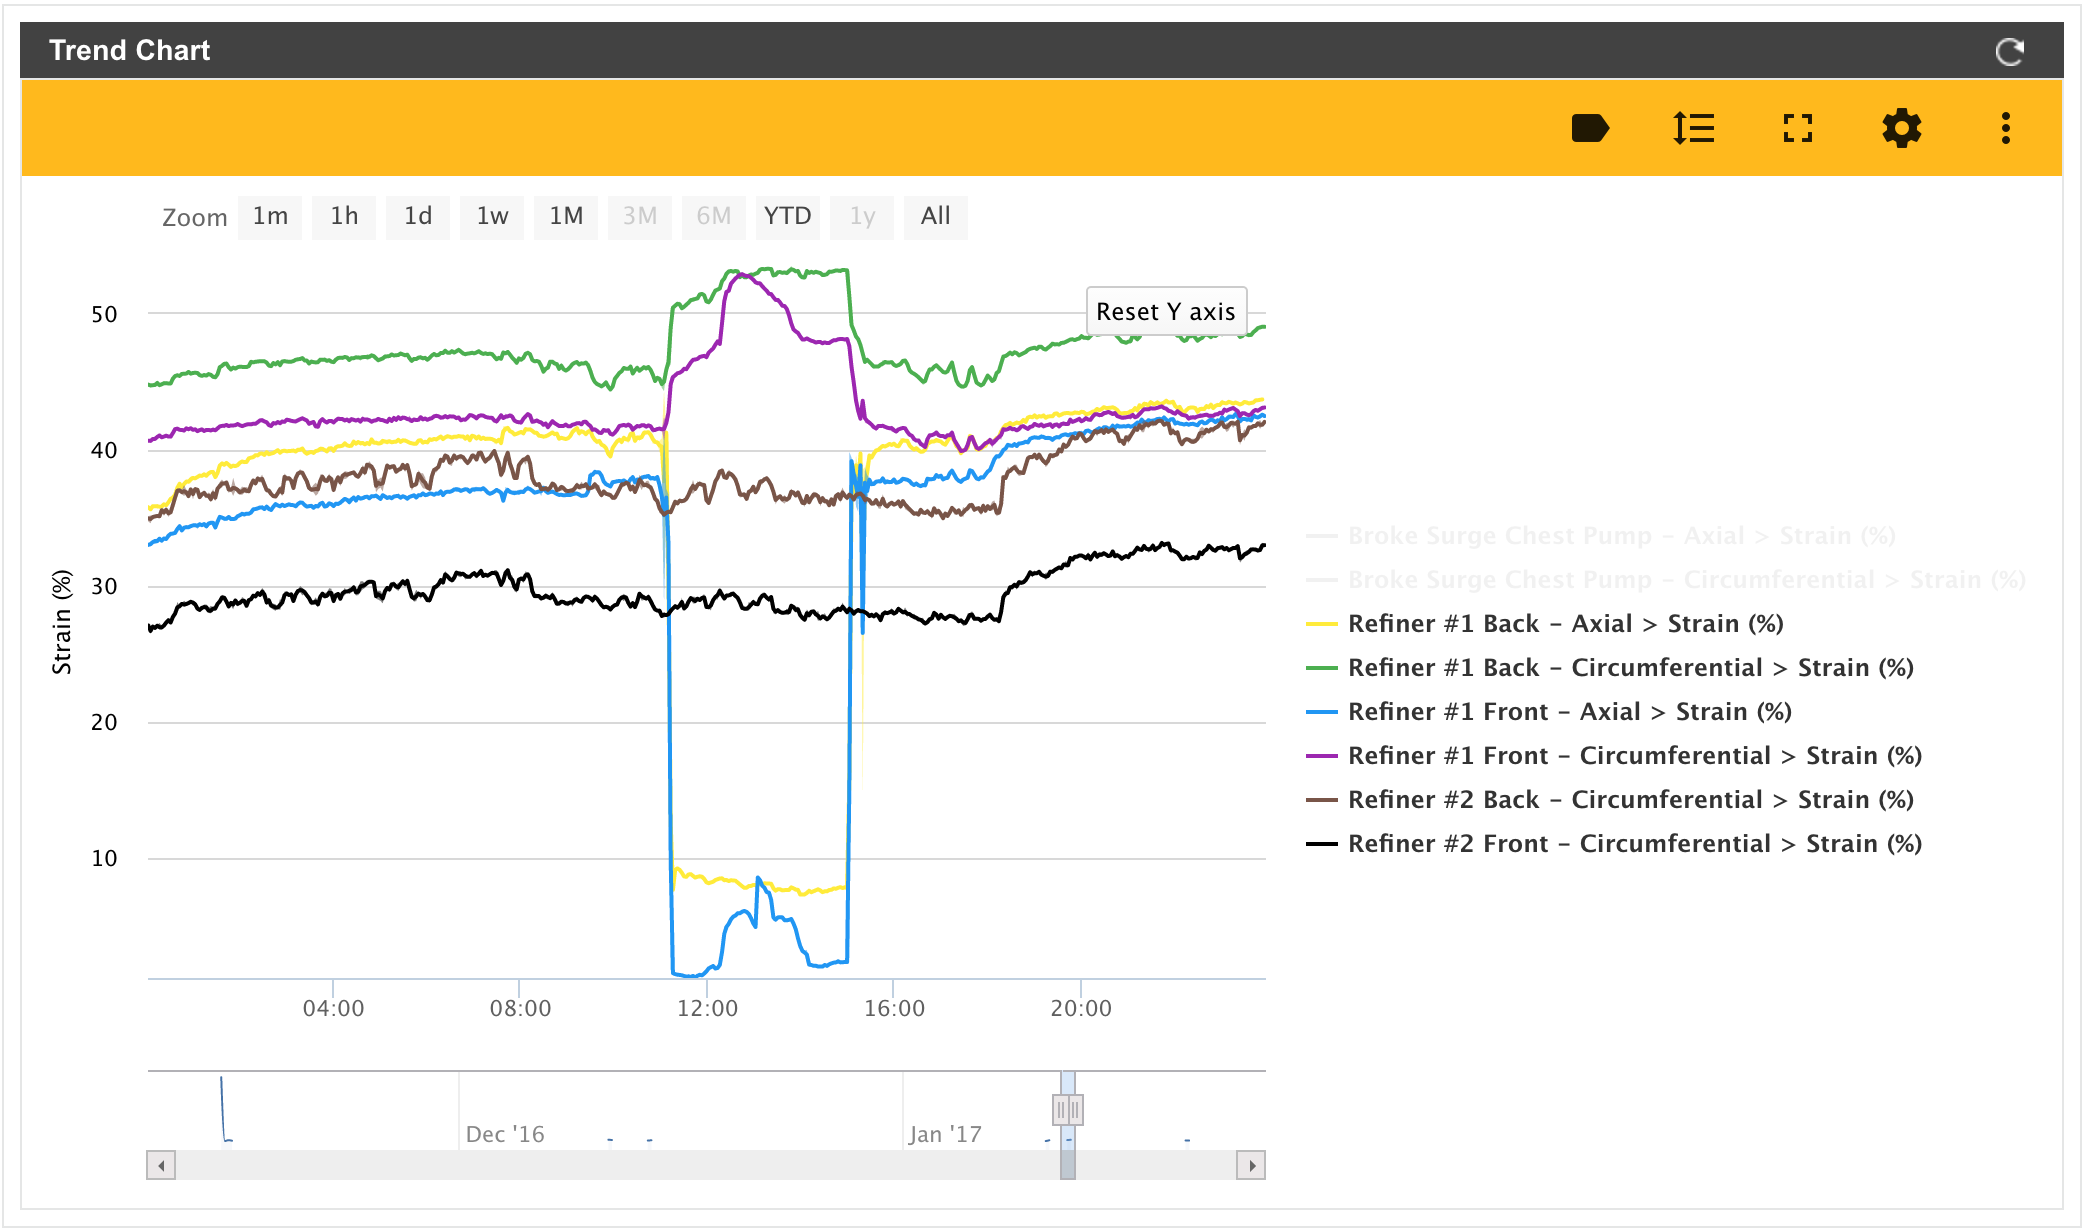 Trend Chart
Zoom 1m 1h 1d 1w 1M 3M 6M YTD 1y All
50
Reset Y axis
40
30
20
10
Strain (%)
Broke Surge Chest Pump – Axial > Strain (%)
Broke Surge Chest Pump – Circumferential > Strain (%)
Refiner #1 Back – Axial > Strain (%)
Refiner #1 Back – Circumferential > Strain (%)
Refiner #1 Front – Axial > Strain (%)
Refiner #1 Front – Circumferential > Strain (%)
Refiner #2 Back – Circumferential > Strain (%)
Refiner #2 Front – Circumferential > Strain (%)
04:00 08:00 12:00 16:00 20:00
Dec '16 Jan '17